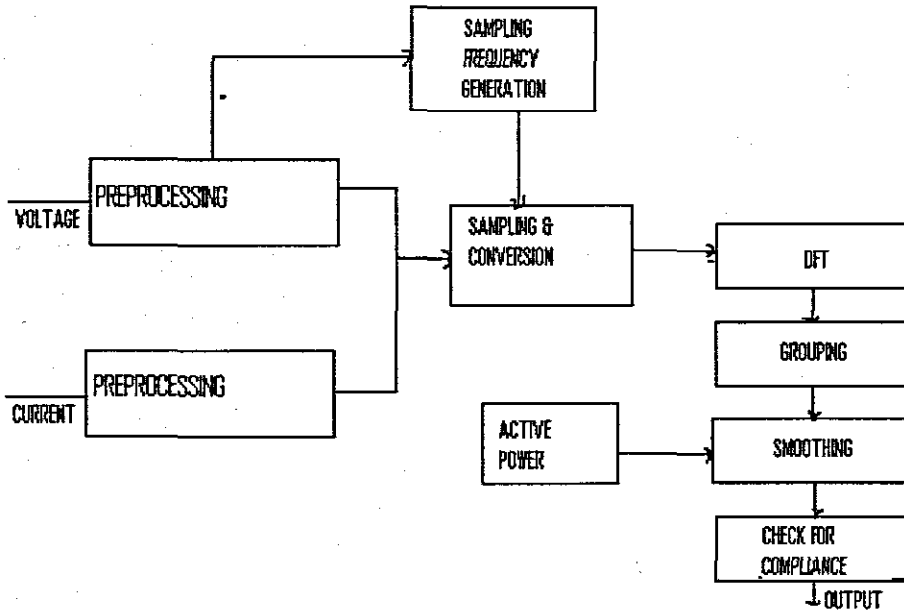 SAMPLING
FREQUENCY
GENERATION
PREPROCESSING
VOLTAGE
SAMPLING &
CONVERSION
DFT
GROUPING
PREPROCESSING
CURRENT
ACTIVE
POWER
SMOOTHING
CHECK FOR
COMPLIANCE
OUTPUT